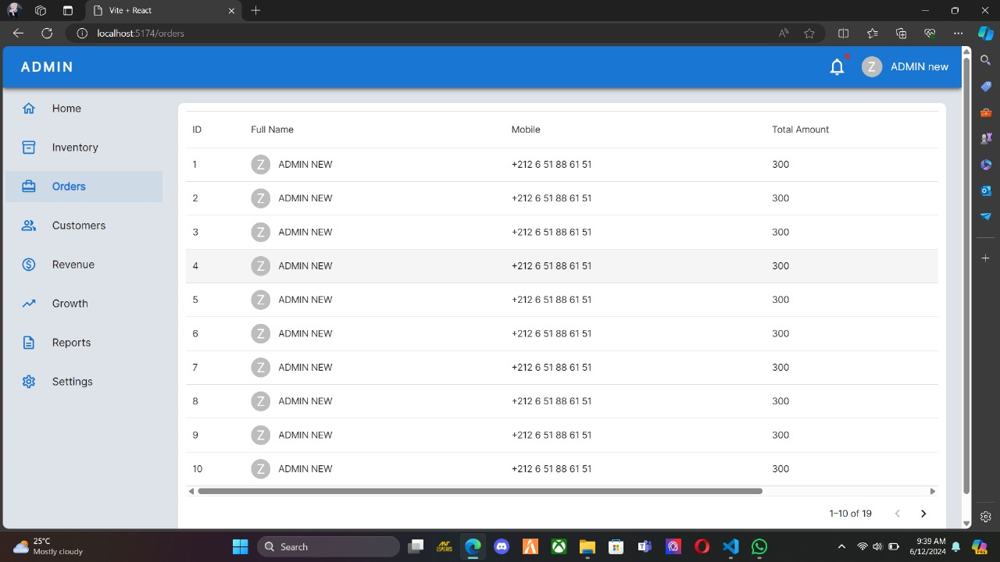 Vite + React
localhost:5174/orders
ADMIN
Z ADMIN new
Home
Inventory
Orders
Customers
Revenue
Growth
Reports
Settings
ID Full Name Mobile Total Amount
1 Z ADMIN NEW +212 6 51 88 61 51 300
2 Z ADMIN NEW +212 6 51 88 61 51 300
3 Z ADMIN NEW +212 6 51 88 61 51 300
4 Z ADMIN NEW +212 6 51 88 61 51 300
5 Z ADMIN NEW +212 6 51 88 61 51 300
6 Z ADMIN NEW +212 6 51 88 61 51 300
7 Z ADMIN NEW +212 6 51 88 61 51 300
8 Z ADMIN NEW +212 6 51 88 61 51 300
9 Z ADMIN NEW +212 6 51 88 61 51 300
10 Z ADMIN NEW +212 6 51 88 61 51 300
1–10 of 19
25°C
Mostly cloudy
Search
9:39 AM
6/12/2024